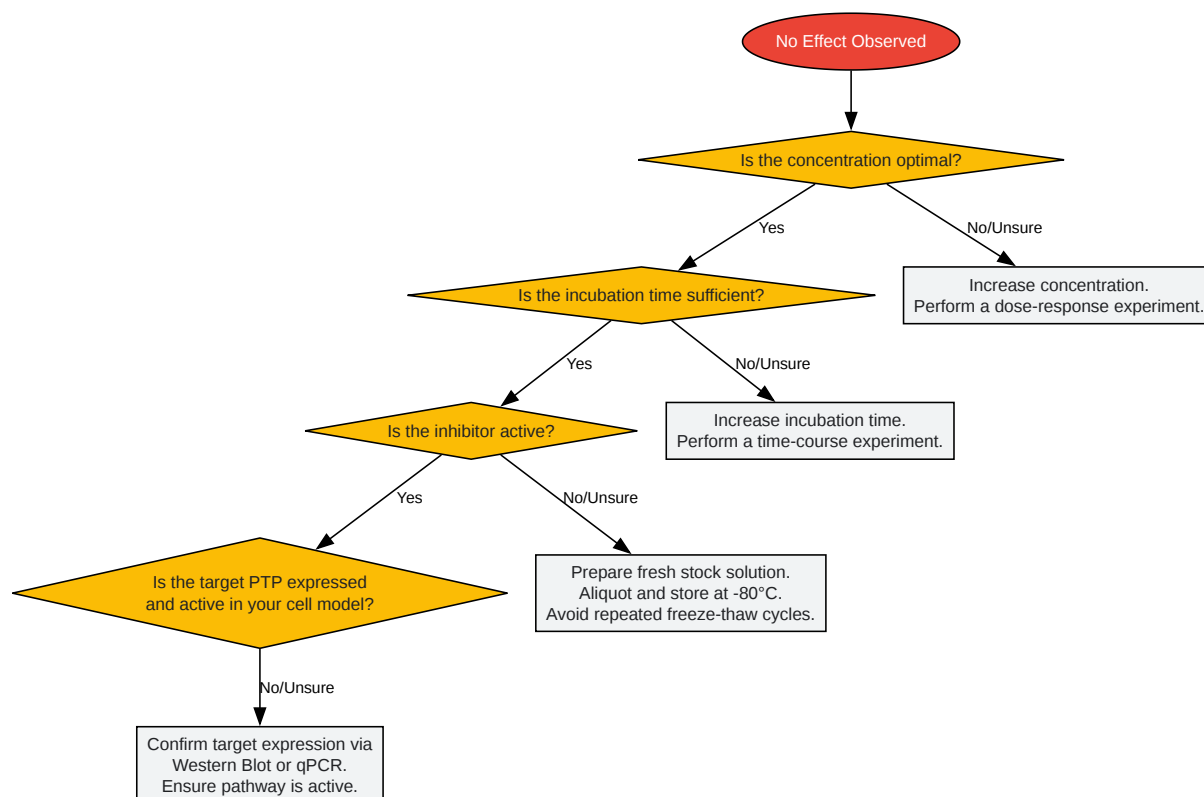 No Effect Observed
Is the concentration optimal?
Yes
No/Unsure
Is the incubation time sufficient?
Increase concentration.
Perform a dose-response experiment.
Yes
No/Unsure
Is the inhibitor active?
Increase incubation time.
Perform a time-course experiment.
Yes
No/Unsure
Is the target PTP expressed
and active in your cell model?
Prepare fresh stock solution.
Aliquot and store at -80°C.
Avoid repeated freeze-thaw cycles.
No/Unsure
Confirm target expression via
Western Blot or qPCR.
Ensure pathway is active.